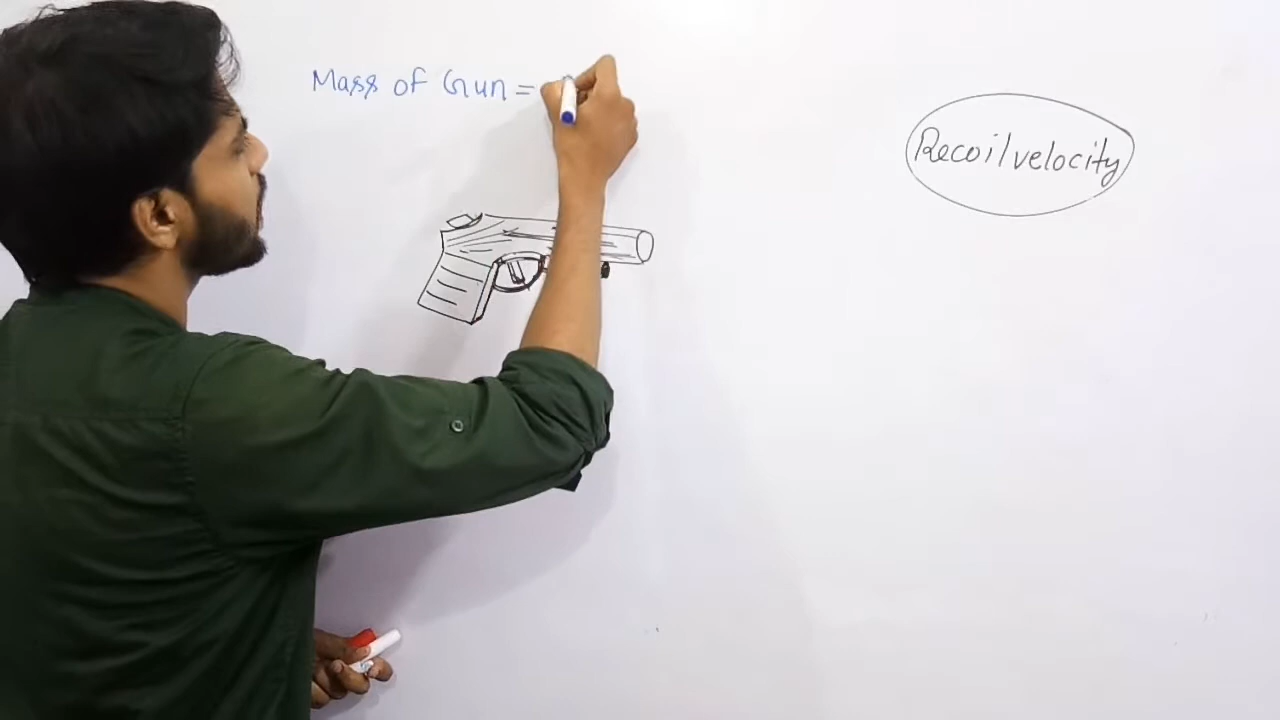 Mass of Gun =
Recoil velocity